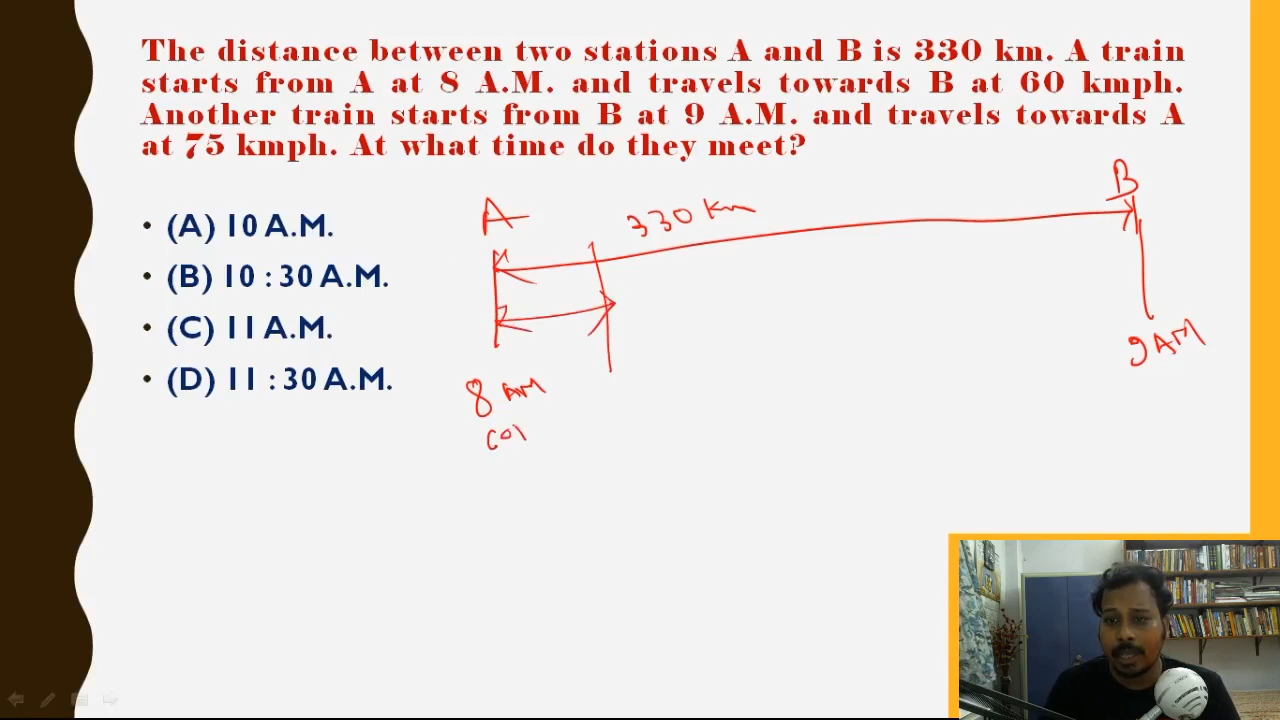 The distance between two stations A and B is 330 km. A train
starts from A at 8 A.M. and travels towards B at 60 kmph.
Another train starts from B at 9 A.M. and travels towards A
at 75 kmph. At what time do they meet?
• (A) 10 A.M.
• (B) 10 : 30 A.M.
• (C) 11 A.M.
• (D) 11 : 30 A.M.
A
330 km
B
8 AM
9 AM